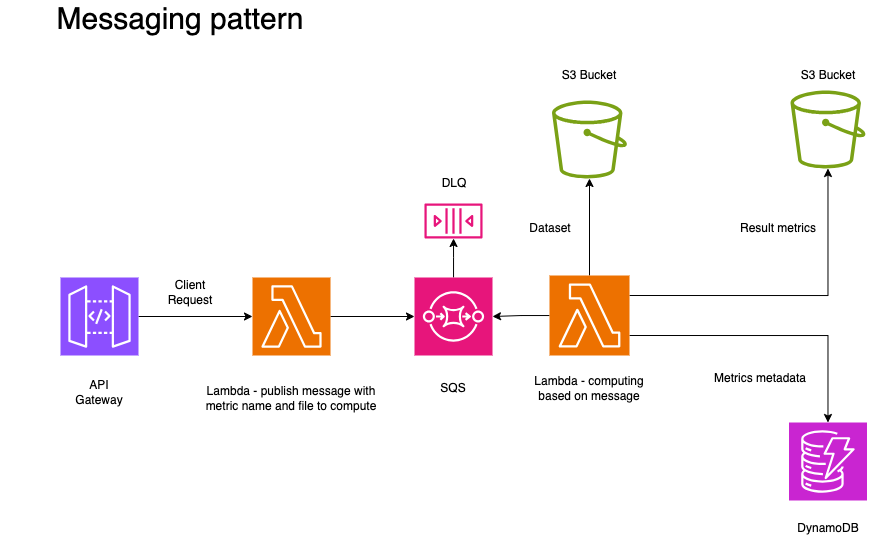 Messaging pattern
S3 Bucket
S3 Bucket
DLQ
Dataset
Result metrics
Client
Request
</>
API
Gateway
Lambda - publish message with
metric name and file to compute
SQS
Lambda - computing
based on message
Metrics metadata
DynamoDB